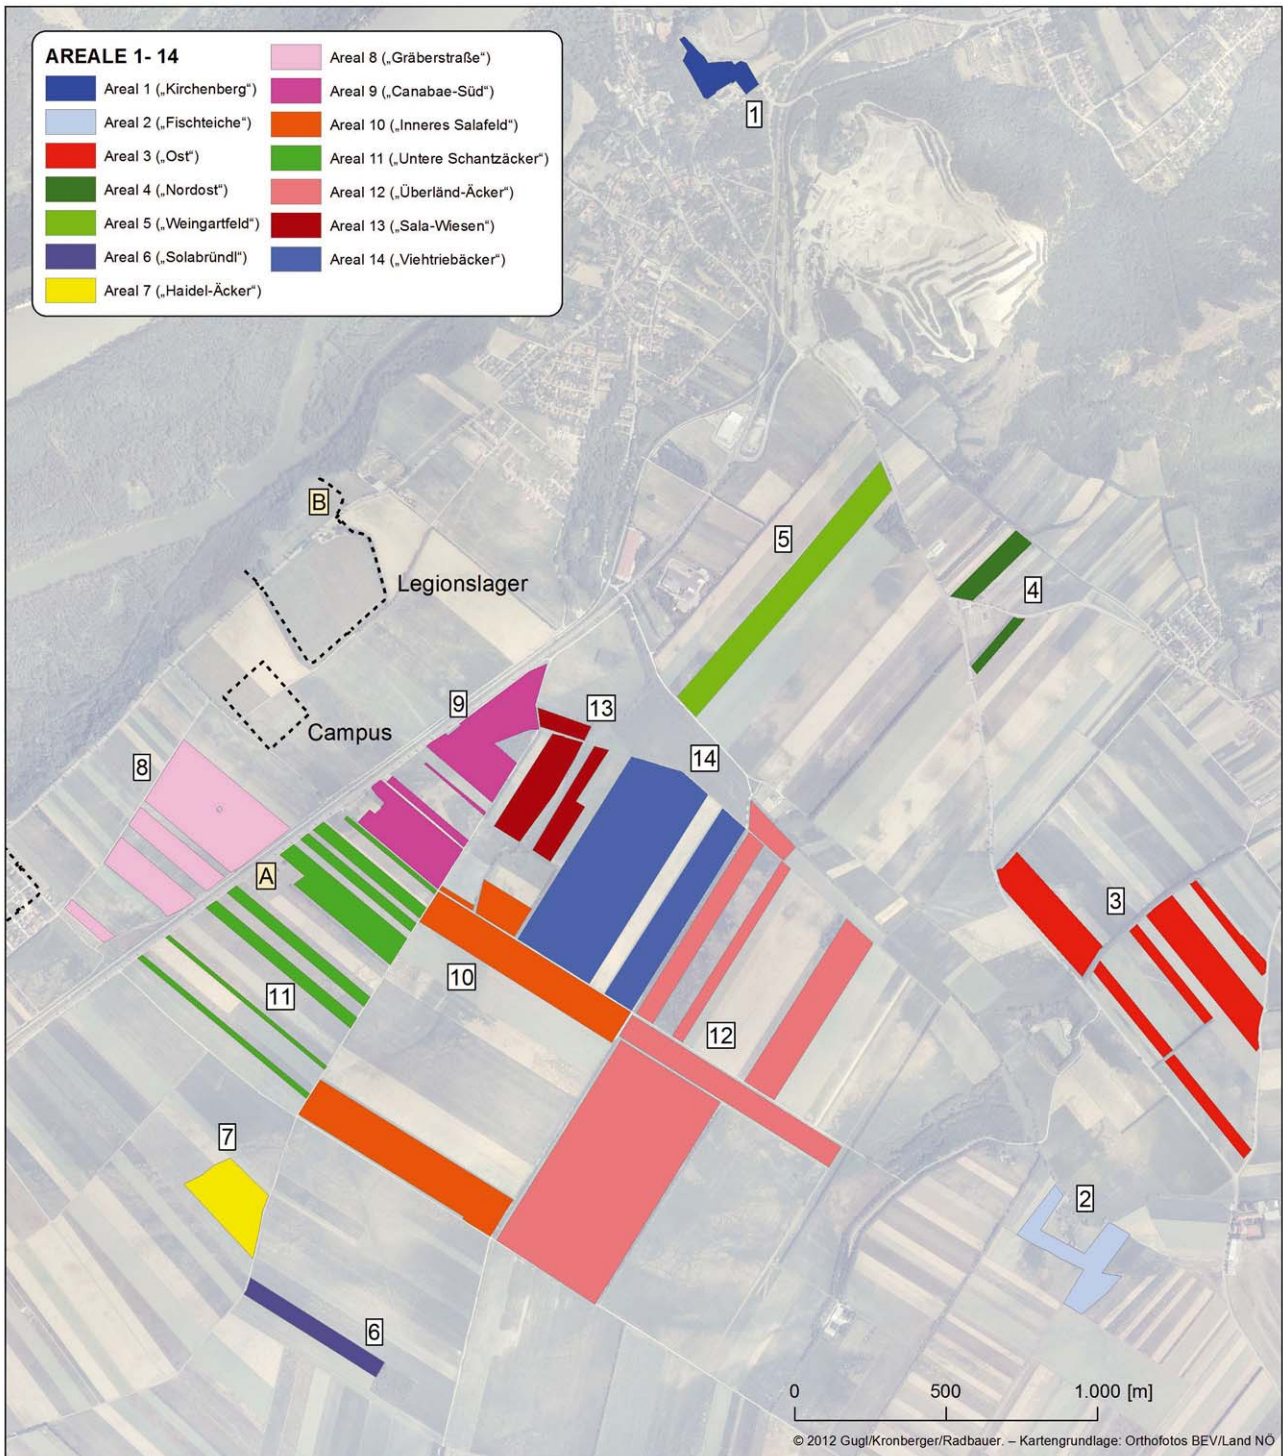 AREALE 1- 14
Areal 1 („Kirchenberg“)
Areal 2 („Fischteiche“)
Areal 3 („Ost“)
Areal 4 („Nordost“)
Areal 5 („Weingartfeld“)
Areal 6 („Solabründl“)
Areal 7 („Haidel-Äcker“)
Areal 8 („Gräberstraße“)
Areal 9 („Canabae-Süd“)
Areal 10 („Inneres Salafeld“)
Areal 11 („Untere Schantzäcker“)
Areal 12 („Überländ-Äcker“)
Areal 13 („Sala-Wiesen“)
Areal 14 („Viehtriebäcker“)
1
B
5
Legionslager
4
9
13
Campus
14
8
A
3
10
11
12
7
2
6
0 500 1.000 [m]
© 2012 Gugl/Kronberger/Radbauer. – Kartengrundlage: Orthofotos BEV/Land NÖ